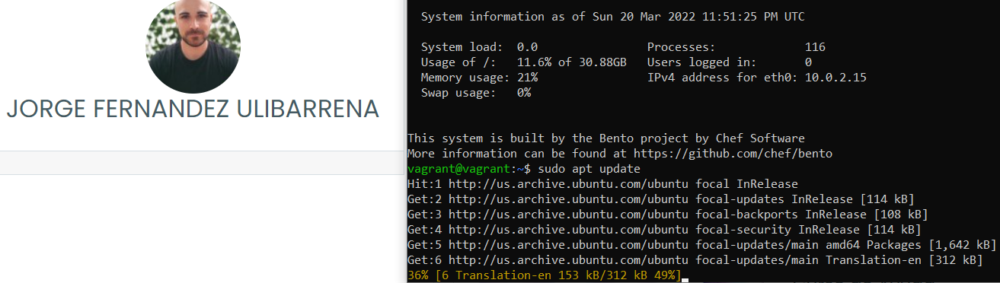 JORGE FERNANDEZ ULIBARRENA
System information as of Sun 20 Mar 2022 11:51:25 PM UTC
System load: 0.0 Processes: 116
Usage of /: 11.6% of 30.88GB Users logged in: 0
Memory usage: 21% IPv4 address for eth0: 10.0.2.15
Swap usage: 0%
This system is built by the Bento project by Chef Software
More information can be found at https://github.com/chef/bento
vagrant@vagrant:~$ sudo apt update
Hit:1 http://us.archive.ubuntu.com/ubuntu focal InRelease
Get:2 http://us.archive.ubuntu.com/ubuntu focal-updates InRelease [114 kB]
Get:3 http://us.archive.ubuntu.com/ubuntu focal-backports InRelease [108 kB]
Get:4 http://us.archive.ubuntu.com/ubuntu focal-security InRelease [114 kB]
Get:5 http://us.archive.ubuntu.com/ubuntu focal-updates/main amd64 Packages [1,642 kB]
Get:6 http://us.archive.ubuntu.com/ubuntu focal-updates/main Translation-en [312 kB]
36% [6 Translation-en 153 kB/312 kB 49%]